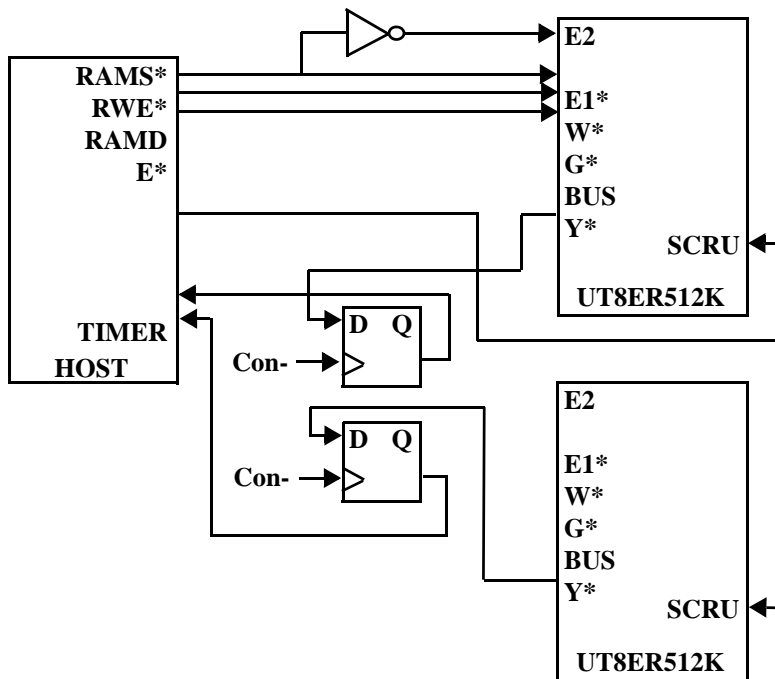 E2
RAMS*
RWE*
RAMD
E*
E1*
W*
G*
BUS
Y*
SCRU
UT8ER512K
TIMER
HOST
D Q
Con-
D Q
Con-
E2
E1*
W*
G*
BUS
Y*
SCRU
UT8ER512K